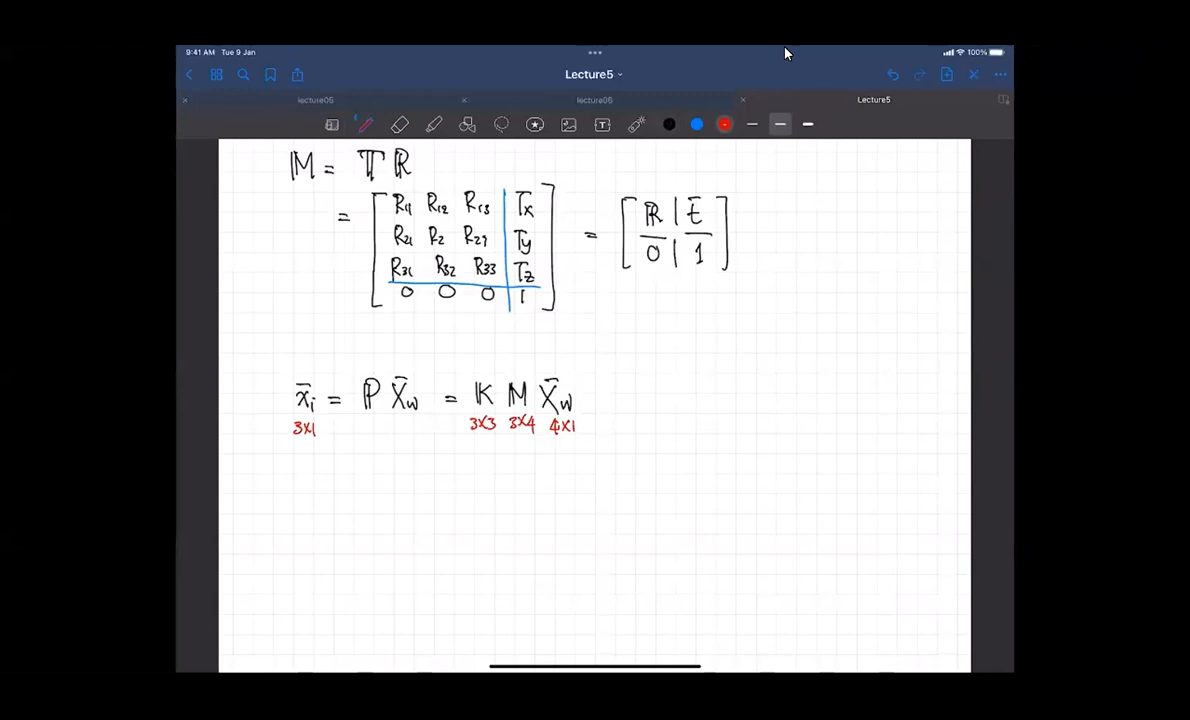 9:41 AM Tue 9 Jan
100%
Lecture5
lecture05 lecture06 Lecture5
M = T R
= [ R11 R12 R13 | Tx
R21 R2 R23 | Ty
R31 R32 R33 | Tz
0 0 0 | 1 ] = [ R | t
0 | 1 ]
x̄i = P X̄w = K M X̄w
3x1 3x3 3x4 4x1